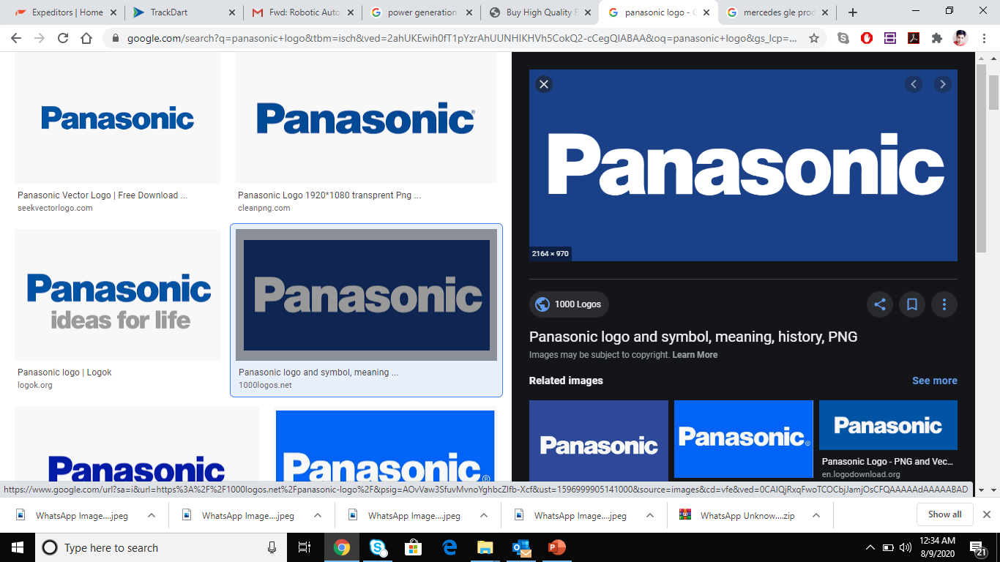 Expeditors | Home
TrackDart
Fwd: Robotic Auto
power generation
Buy High Quality F
panasonic logo - G
mercedes gle prod
google.com/search?q=panasonic+logo&tbm=isch&ved=2ahUKEwih0fT1pYzrAhUUNHIKHVh5CokQ2-cCegQIABAA&oq=panasonic+logo&gs_lcp=...
Panasonic
Panasonic Vector Logo | Free Download ...
seekvectorlogo.com
Panasonic®
Panasonic Logo 1920*1080 transprent Png ...
cleanpng.com
Panasonic
ideas for life
Panasonic logo | Logok
logok.org
Panasonic
Panasonic logo and symbol, meaning ...
1000logos.net
Panasonic
Panasonic®
Panasonic
2164 × 970
1000 Logos
Panasonic logo and symbol, meaning, history, PNG
Images may be subject to copyright. Learn More
Related images
See more
Panasonic
Panasonic®
Panasonic
Panasonic Logo - PNG and Vec...
en.logodownload.org
https://www.google.com/url?sa=i&url=https%3A%2F%2F1000logos.net%2Fpanasonic-logo%2F&psig=AOvVaw3SfuvMvnoYghbcZlfb-Xcf&ust=1596999905141000&source=images&cd=vfe&ved=0CAIQjRxqFwoTCOCbjJamjOsCFQAAAAAdAAAAABAD
WhatsApp Image....jpeg
WhatsApp Image....jpeg
WhatsApp Image....jpeg
WhatsApp Image....jpeg
WhatsApp Unknow....zip
Show all
Type here to search
12:34 AM
8/9/2020
21